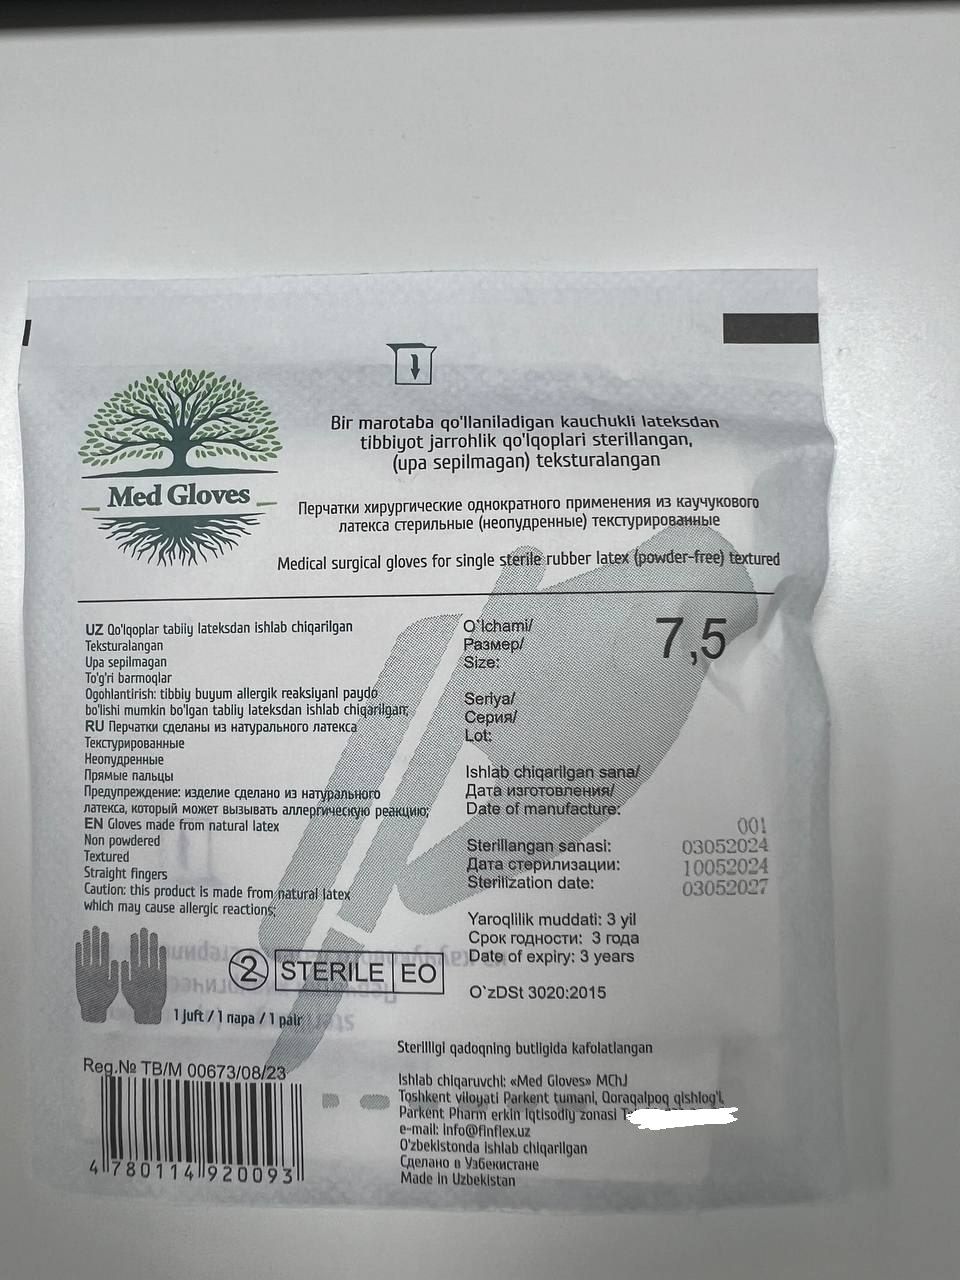 Bir marotaba qo'llaniladigan kauchukli lateksdan
tibbiyot jarrohlik qo'lqoplari sterillangan,
(upa sepilmagan) teksturalangan
Med Gloves
Перчатки хирургические однократного применения из каучукового
латекса стерильные (неопудренные) текстурированные
Medical surgical gloves for single sterile rubber latex (powder-free) textured
UZ Qo'lqoplar tabiiy lateksdan ishlab chiqarilgan
Teksturalangan
Upa sepilmagan
To'g'ri barmoqlar
Ogohlantirish: tibbiy buyum allergik reaksiyani paydo
bo'lishi mumkin bo'lgan tabiiy lateksdan ishlab chiqarilgan;
RU Перчатки сделаны из натурального латекса
Текстурированные
Неопудренные
Прямые пальцы
Предупреждение: изделие сделано из натурального
латекса, который может вызывать аллергическую реакцию;
EN Gloves made from natural latex
Non powdered
Textured
Straight fingers
Caution: this product is made from natural latex
which may cause allergic reactions;
2 STERILE EO
1 juft / 1 пара / 1 pair
Reg.№ TB/M 00673/08/23
4 780114 920093
O`lchami/
Размер/
Size:
7,5
Seriya/
Серия/
Lot:
Ishlab chiqarilgan sana/
Дата изготовления/
Date of manufacture:
Sterillangan sanasi:
Дата стерилизации:
Sterilization date:
001
03052024
10052024
03052027
Yaroqlilik muddati: 3 yil
Срок годности: 3 года
Date of expiry: 3 years
O`zDSt 3020:2015
Sterilligi qadoqning butligida kafolatlangan
Ishlab chiqaruvchi: «Med Gloves» MChJ
Toshkent viloyati Parkent tumani, Qoraqalpoq qishlog'i,
Parkent Pharm erkin iqtisodiy zonasi
e-mail: info@finflex.uz
O'zbekistonda ishlab chiqarilgan
Сделано в Узбекистане
Made in Uzbekistan